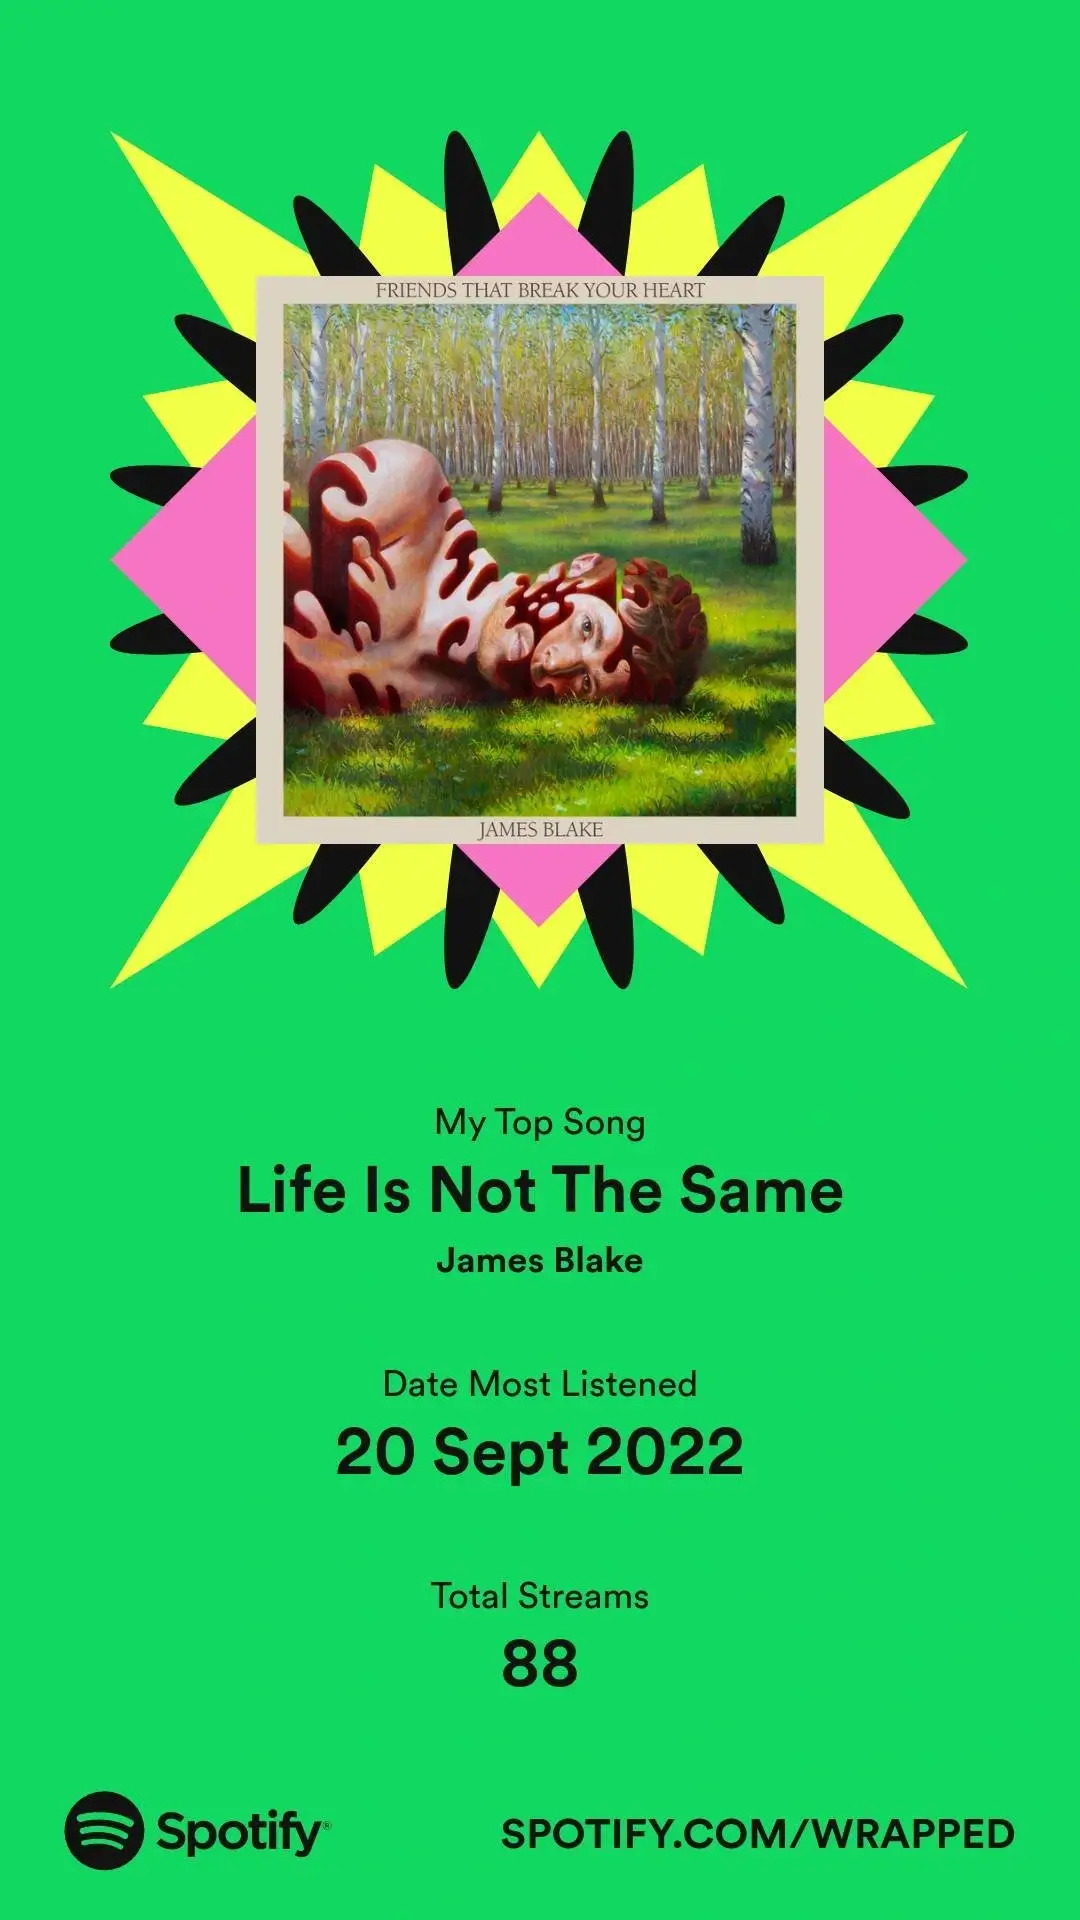 FRIENDS THAT BREAK YOUR HEART
JAMES BLAKE
My Top Song
Life Is Not The Same
James Blake
Date Most Listened
20 Sept 2022
Total Streams
88
Spotify®
SPOTIFY.COM/WRAPPED